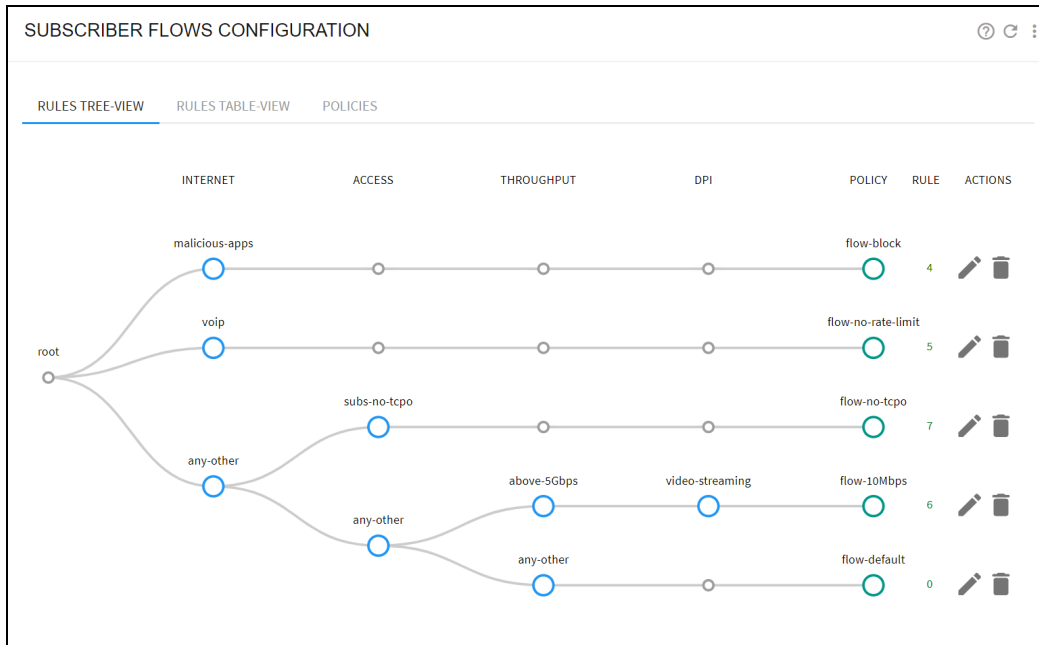 SUBSCRIBER FLOWS CONFIGURATION
RULES TREE-VIEW RULES TABLE-VIEW POLICIES
INTERNET ACCESS THROUGHPUT DPI POLICY RULE ACTIONS
malicious-apps flow-block
4
voip flow-no-rate-limit
5
root
subs-no-tcpo flow-no-tcpo
7
any-other
above-5Gbps video-streaming flow-10Mbps
6
any-other
any-other flow-default
0